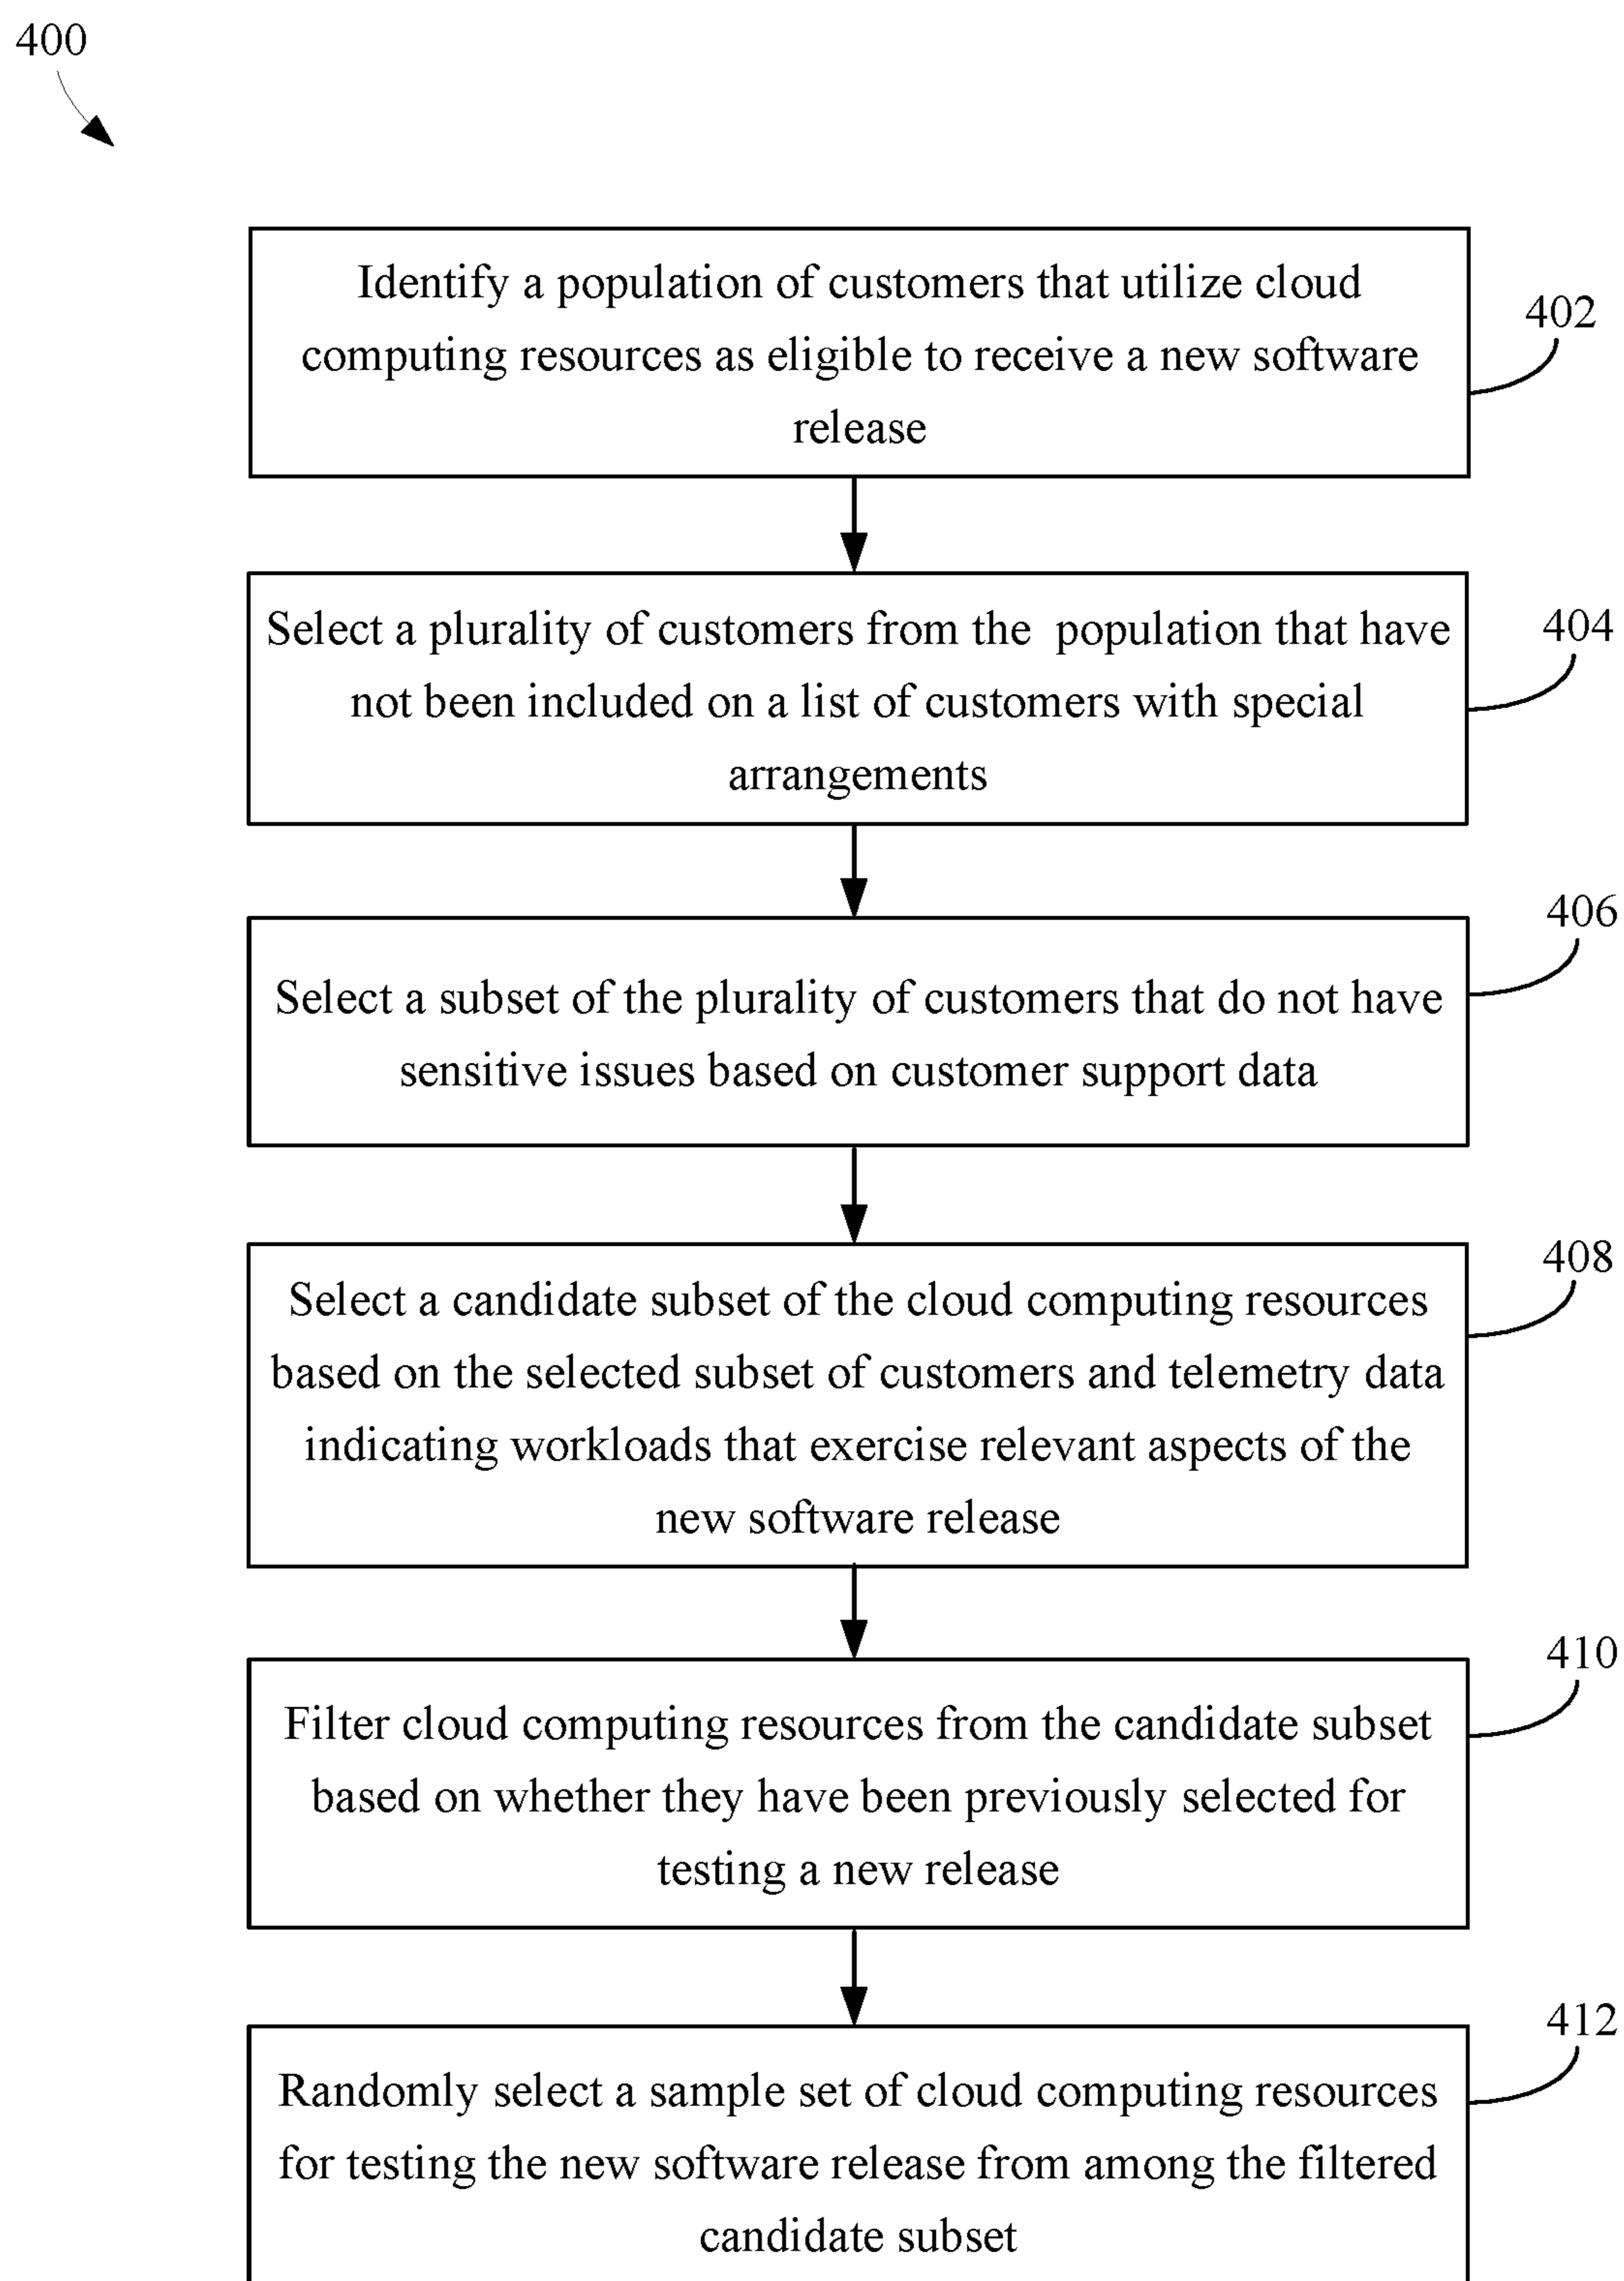 400
Identify a population of customers that utilize cloud
computing resources as eligible to receive a new software
release
402
Select a plurality of customers from the  population that have
not been included on a list of customers with special
arrangements
404
Select a subset of the plurality of customers that do not have
sensitive issues based on customer support data
406
Select a candidate subset of the cloud computing resources
based on the selected subset of customers and telemetry data
indicating workloads that exercise relevant aspects of the
new software release
408
Filter cloud computing resources from the candidate subset
based on whether they have been previously selected for
testing a new release
410
Randomly select a sample set of cloud computing resources
for testing the new software release from among the filtered
candidate subset
412